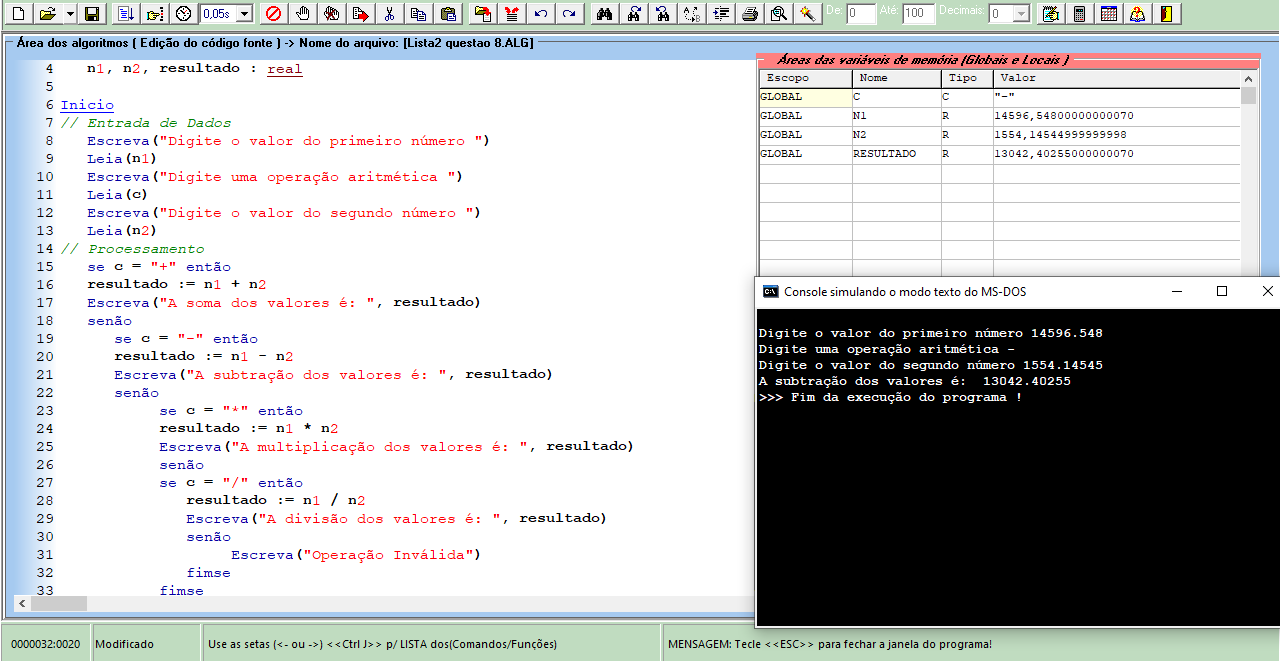 0,05s De: 0 Até: 100 Decimais: 0
Área dos algoritmos ( Edição do código fonte ) -> Nome do arquivo: [Lista2 questao 8.ALG]
4 n1, n2, resultado : real
5
6 Inicio
7 // Entrada de Dados
8 Escreva("Digite o valor do primeiro número ")
9 Leia(n1)
10 Escreva("Digite uma operação aritmética ")
11 Leia(c)
12 Escreva("Digite o valor do segundo número ")
13 Leia(n2)
14 // Processamento
15 se c = "+" então
16 resultado := n1 + n2
17 Escreva("A soma dos valores é: ", resultado)
18 senão
19 se c = "-" então
20 resultado := n1 - n2
21 Escreva("A subtração dos valores é: ", resultado)
22 senão
23 se c = "*" então
24 resultado := n1 * n2
25 Escreva("A multiplicação dos valores é: ", resultado)
26 senão
27 se c = "/" então
28 resultado := n1 / n2
29 Escreva("A divisão dos valores é: ", resultado)
30 senão
31 Escreva("Operação Inválida")
32 fimse
33 fimse
Áreas das variáveis de memória (Globais e Locais )
Escopo Nome Tipo Valor
GLOBAL C C "-"
GLOBAL N1 R 14596,54800000000070
GLOBAL N2 R 1554,14544999999998
GLOBAL RESULTADO R 13042,40255000000070
C:\ Console simulando o modo texto do MS-DOS
Digite o valor do primeiro número 14596.548
Digite uma operação aritmética -
Digite o valor do segundo número 1554.14545
A subtração dos valores é:  13042.40255
>>> Fim da execução do programa !
0000032:0020 Modificado Use as setas (<- ou ->) <<Ctrl J>> p/ LISTA dos(Comandos/Funções) MENSAGEM: Tecle <<ESC>> para fechar a janela do programa!